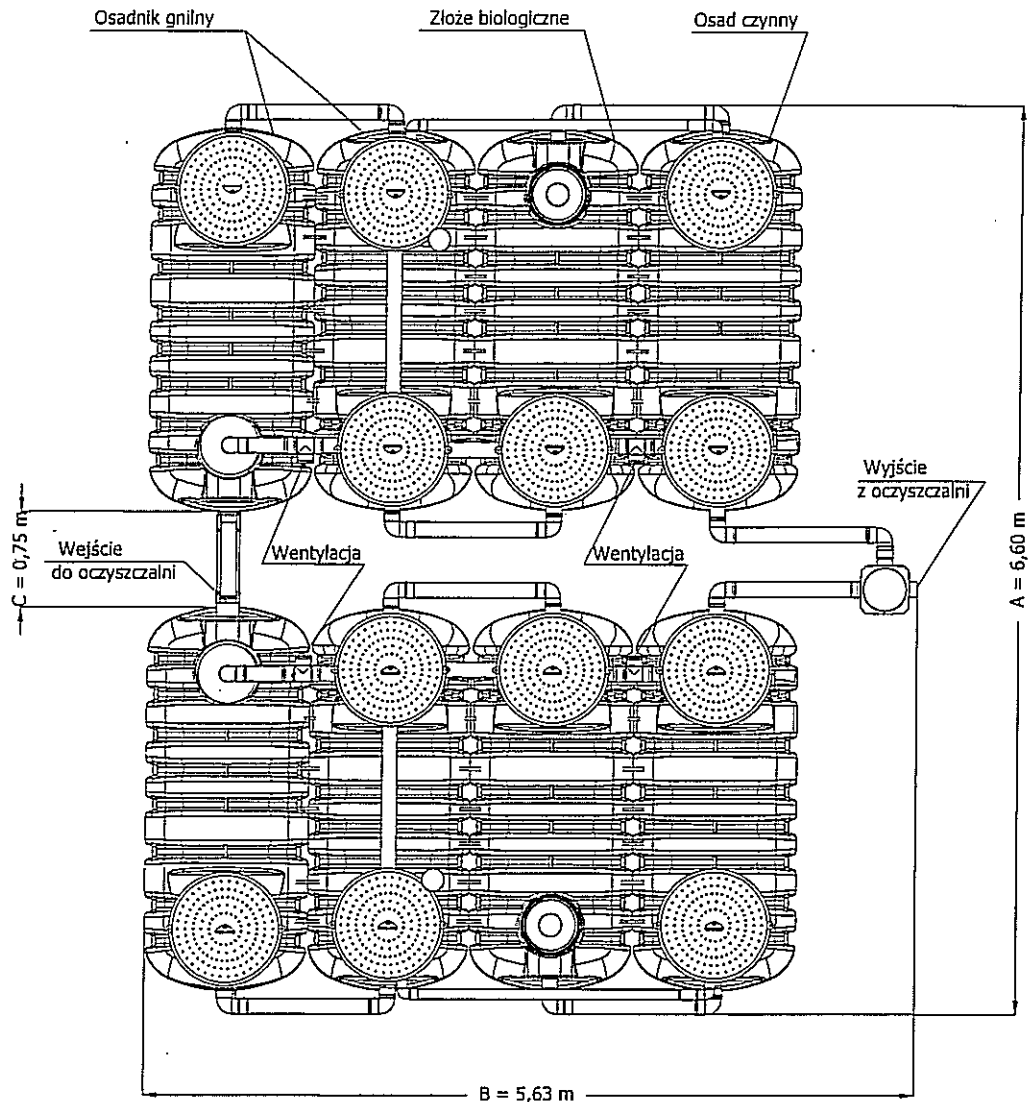 Osadnik gnilny
Złoże biologiczne
Osad czynny
Wyjście
z oczyszczalni
Wentylacja
Wentylacja
Wejście
do oczyszczalni
C = 0,75 m
A = 6,60 m
B = 5,63 m